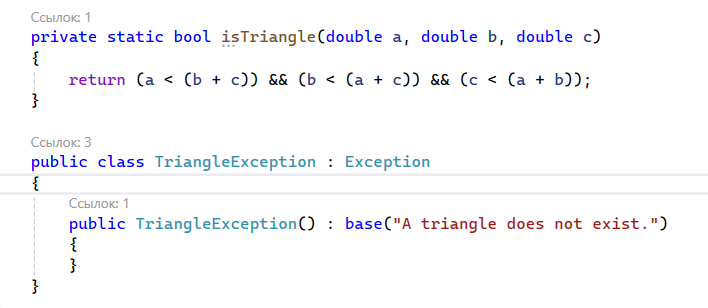 Ссылок: 1
private static bool isTriangle(double a, double b, double c)
{
return (a < (b + c)) && (b < (a + c)) && (c < (a + b));
}
Ссылок: 3
public class TriangleException : Exception
{
Ссылок: 1
public TriangleException() : base("A triangle does not exist.")
{
}
}